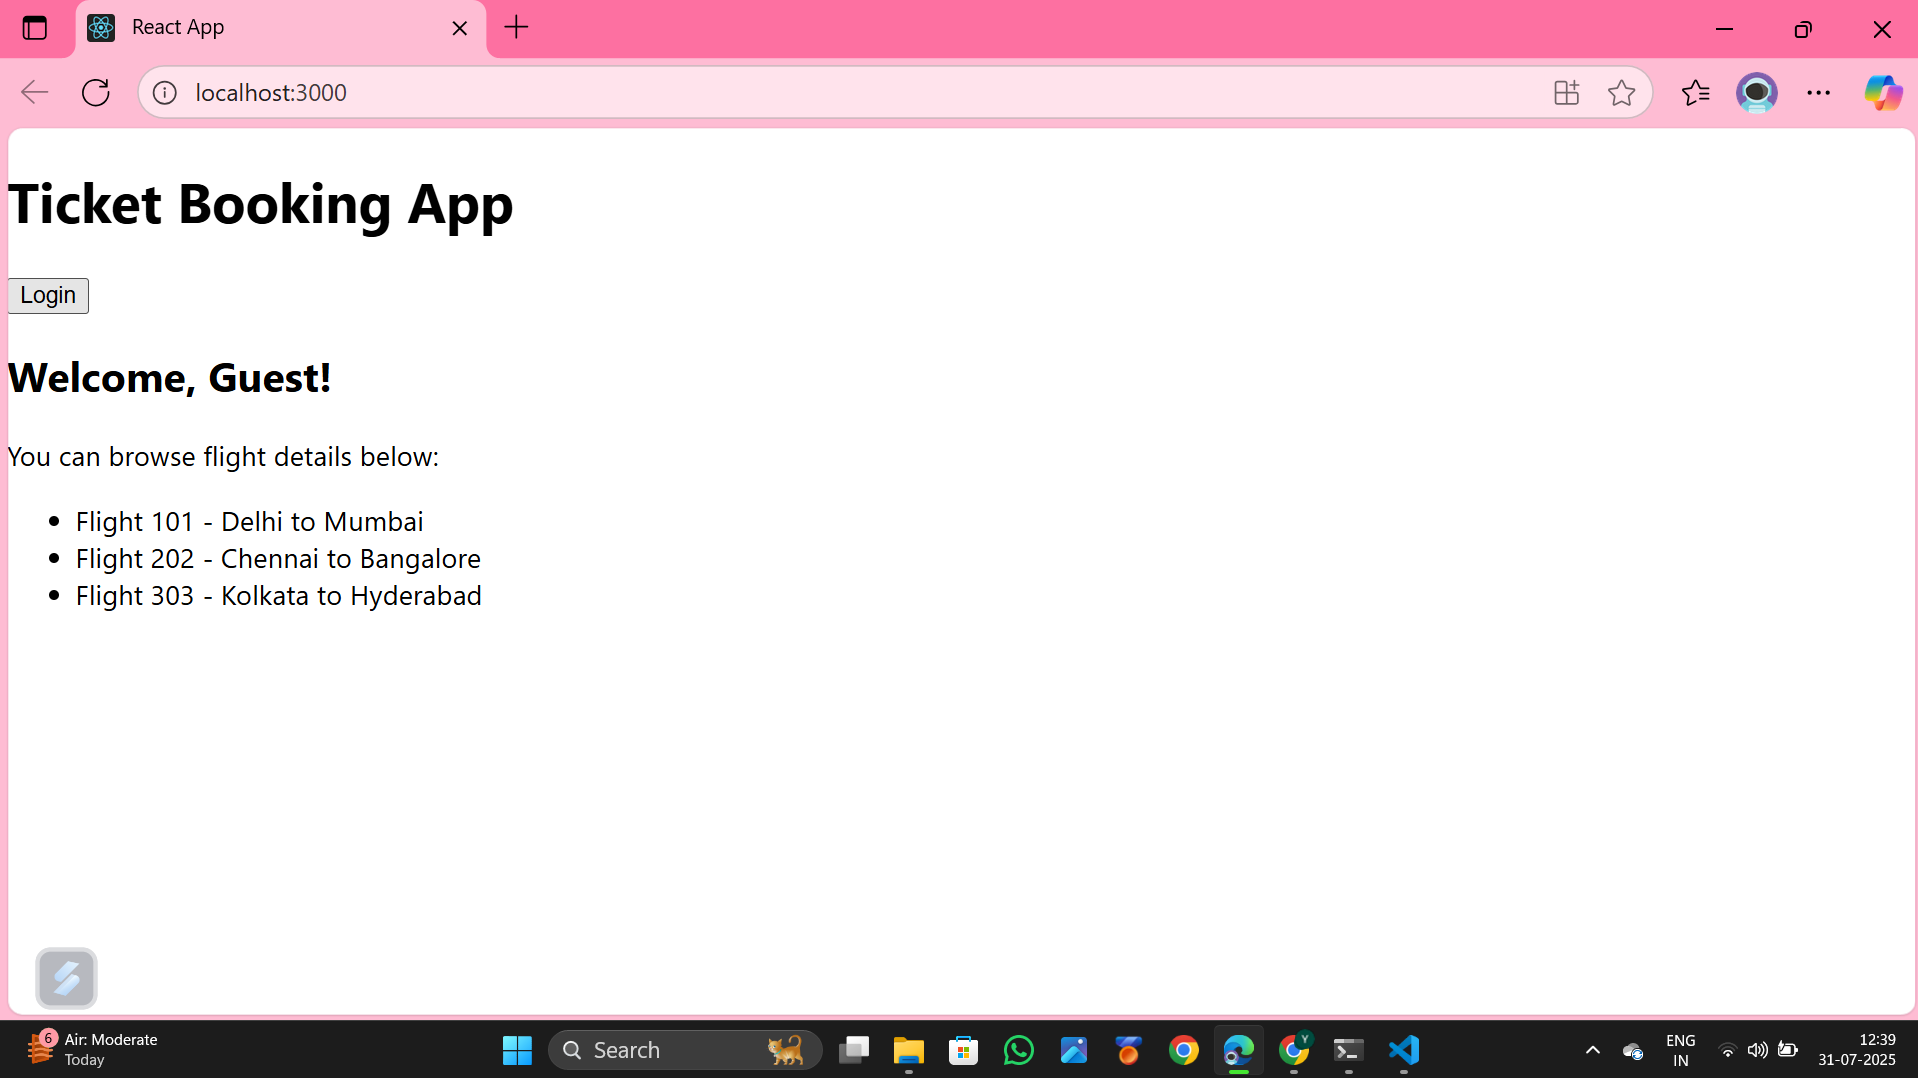 React App
localhost:3000
Ticket Booking App
Login
Welcome, Guest!
You can browse flight details below:
Flight 101 - Delhi to Mumbai
Flight 202 - Chennai to Bangalore
Flight 303 - Kolkata to Hyderabad
6
Air: Moderate
Today
Search
Y
ENG
IN
12:39
31-07-2025